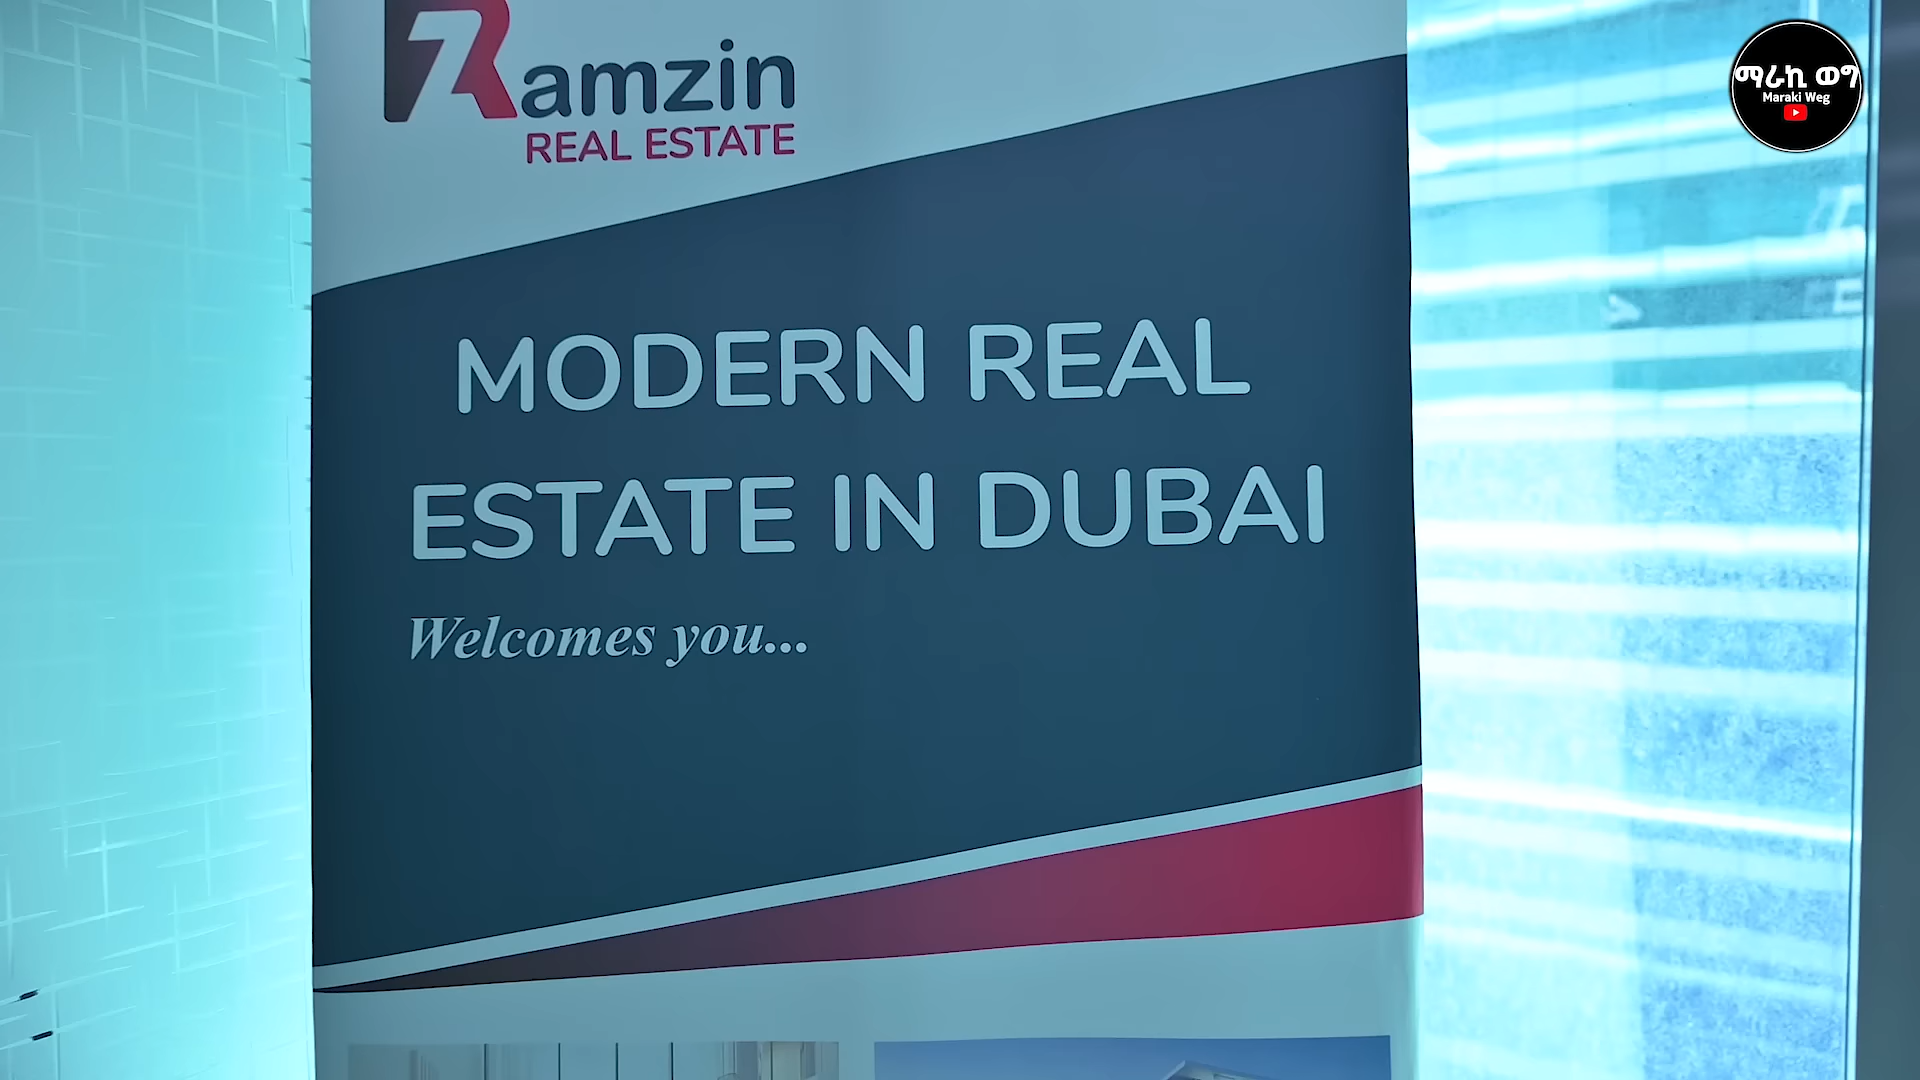 Ramzin
REAL ESTATE
MODERN REAL
ESTATE IN DUBAI
Welcomes you...
ማራኪ ወግ
Maraki Weg